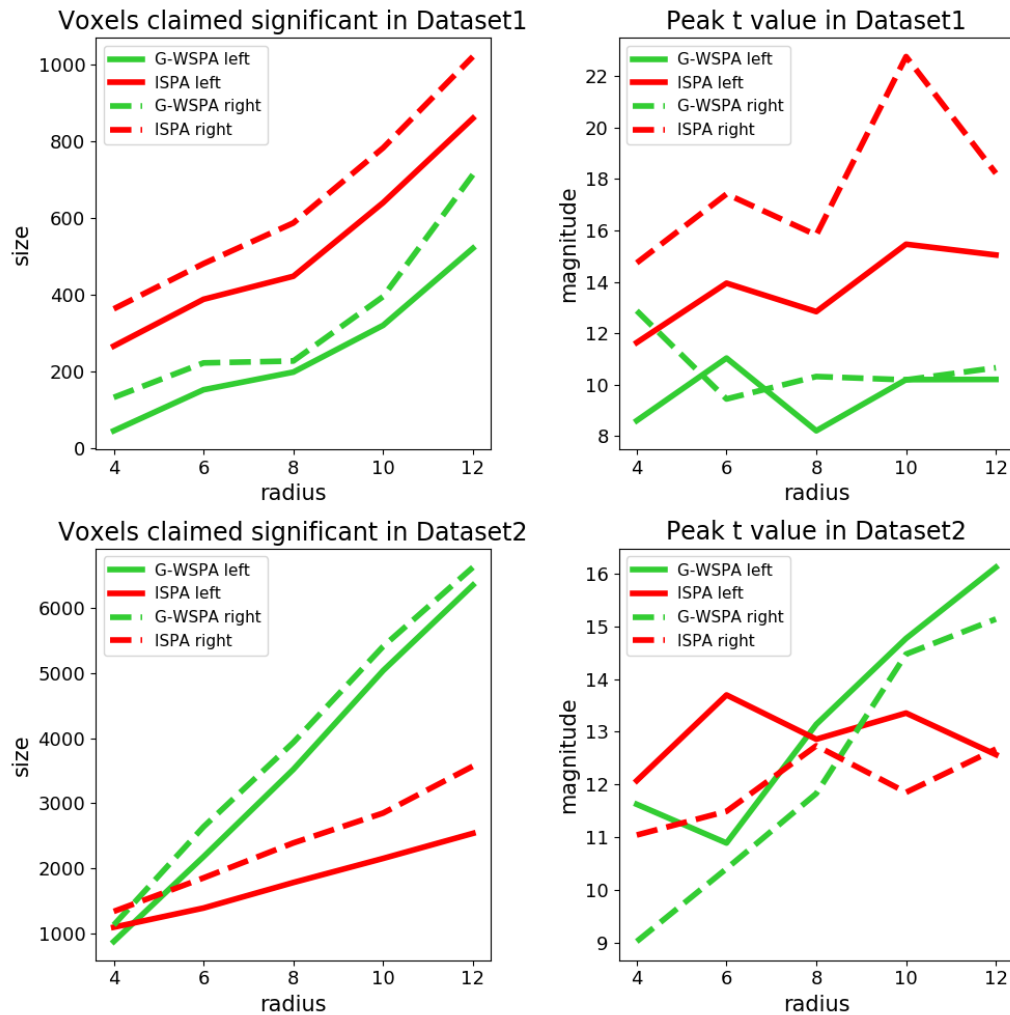 Voxels claimed significant in Dataset1
G-WSPA left
ISPA left
G-WSPA right
ISPA right
1000
800
600
400
200
0
size
4 6 8 10 12
radius
Peak t value in Dataset1
G-WSPA left
ISPA left
G-WSPA right
ISPA right
22
20
18
16
14
12
10
8
magnitude
4 6 8 10 12
radius
Voxels claimed significant in Dataset2
G-WSPA left
ISPA left
G-WSPA right
ISPA right
6000
5000
4000
3000
2000
1000
size
4 6 8 10 12
radius
Peak t value in Dataset2
G-WSPA left
ISPA left
G-WSPA right
ISPA right
16
15
14
13
12
11
10
9
magnitude
4 6 8 10 12
radius